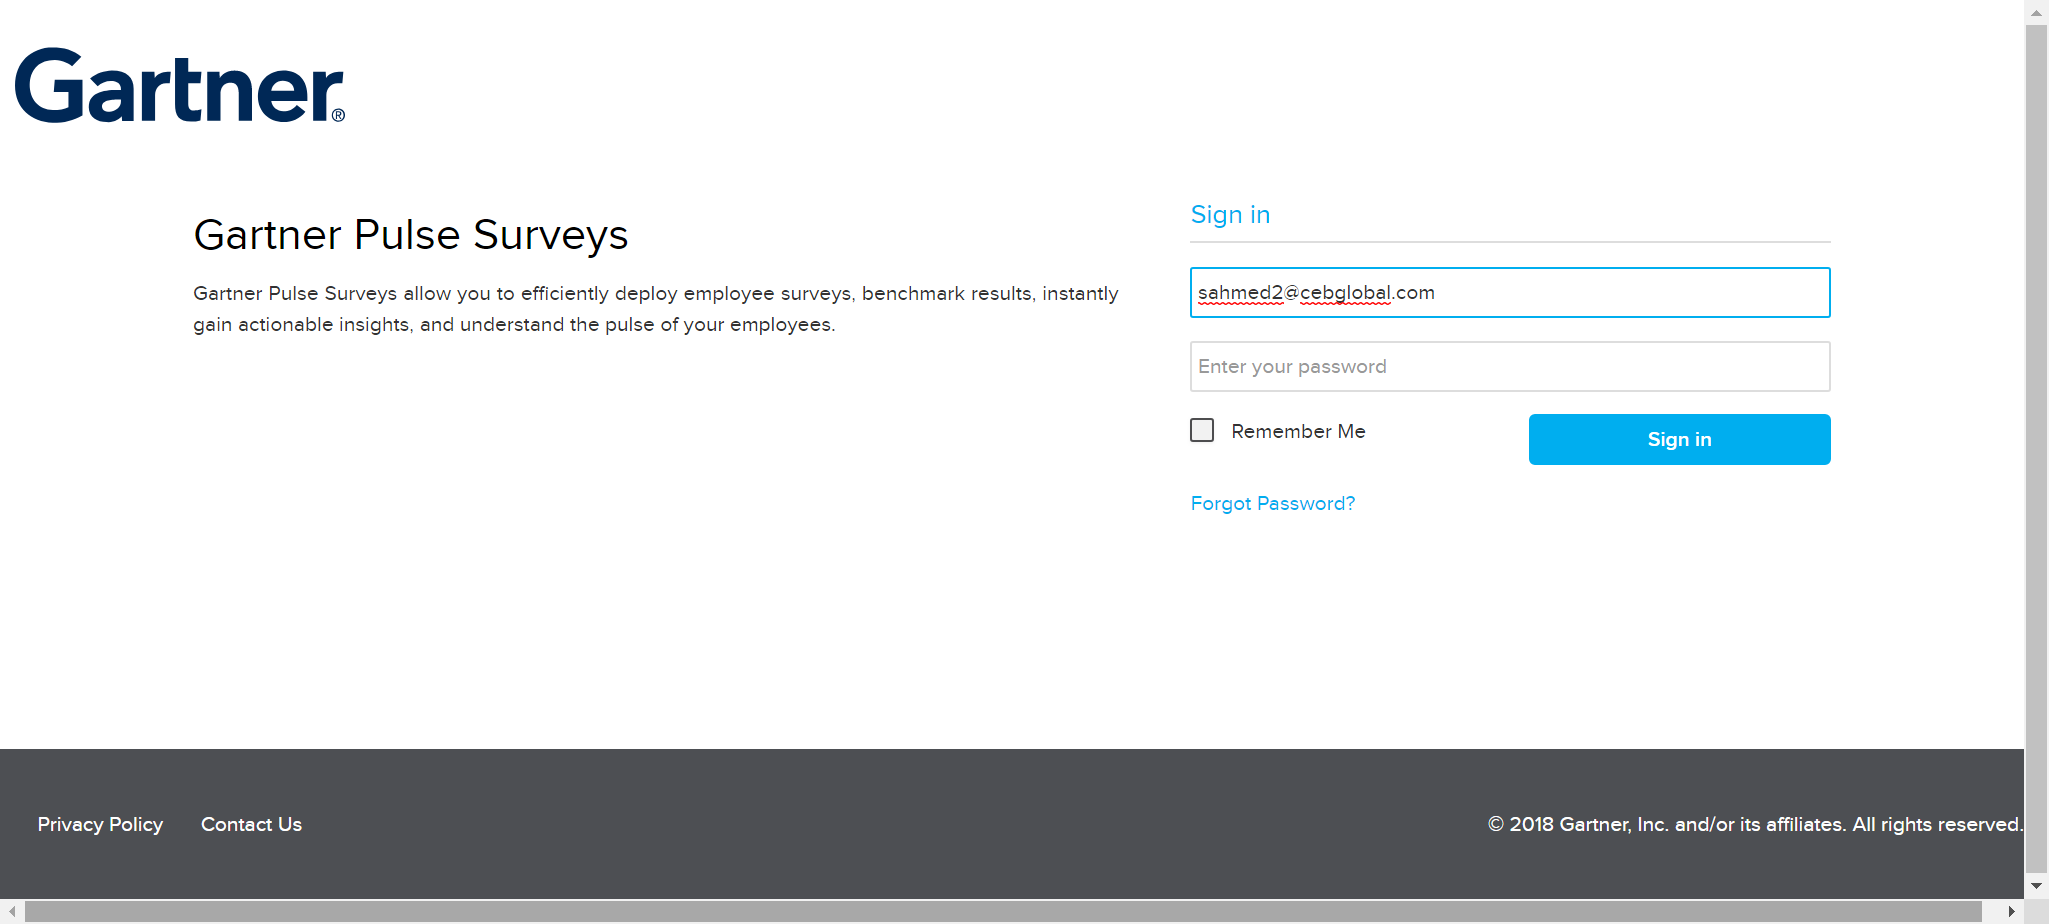 Gartner®
Gartner Pulse Surveys
Gartner Pulse Surveys allow you to efficiently deploy employee surveys, benchmark results, instantly
gain actionable insights, and understand the pulse of your employees.
Sign in
sahmed2@cebglobal.com
Enter your password
Remember Me
Sign in
Forgot Password?
Privacy Policy
Contact Us
© 2018 Gartner, Inc. and/or its affiliates. All rights reserved.